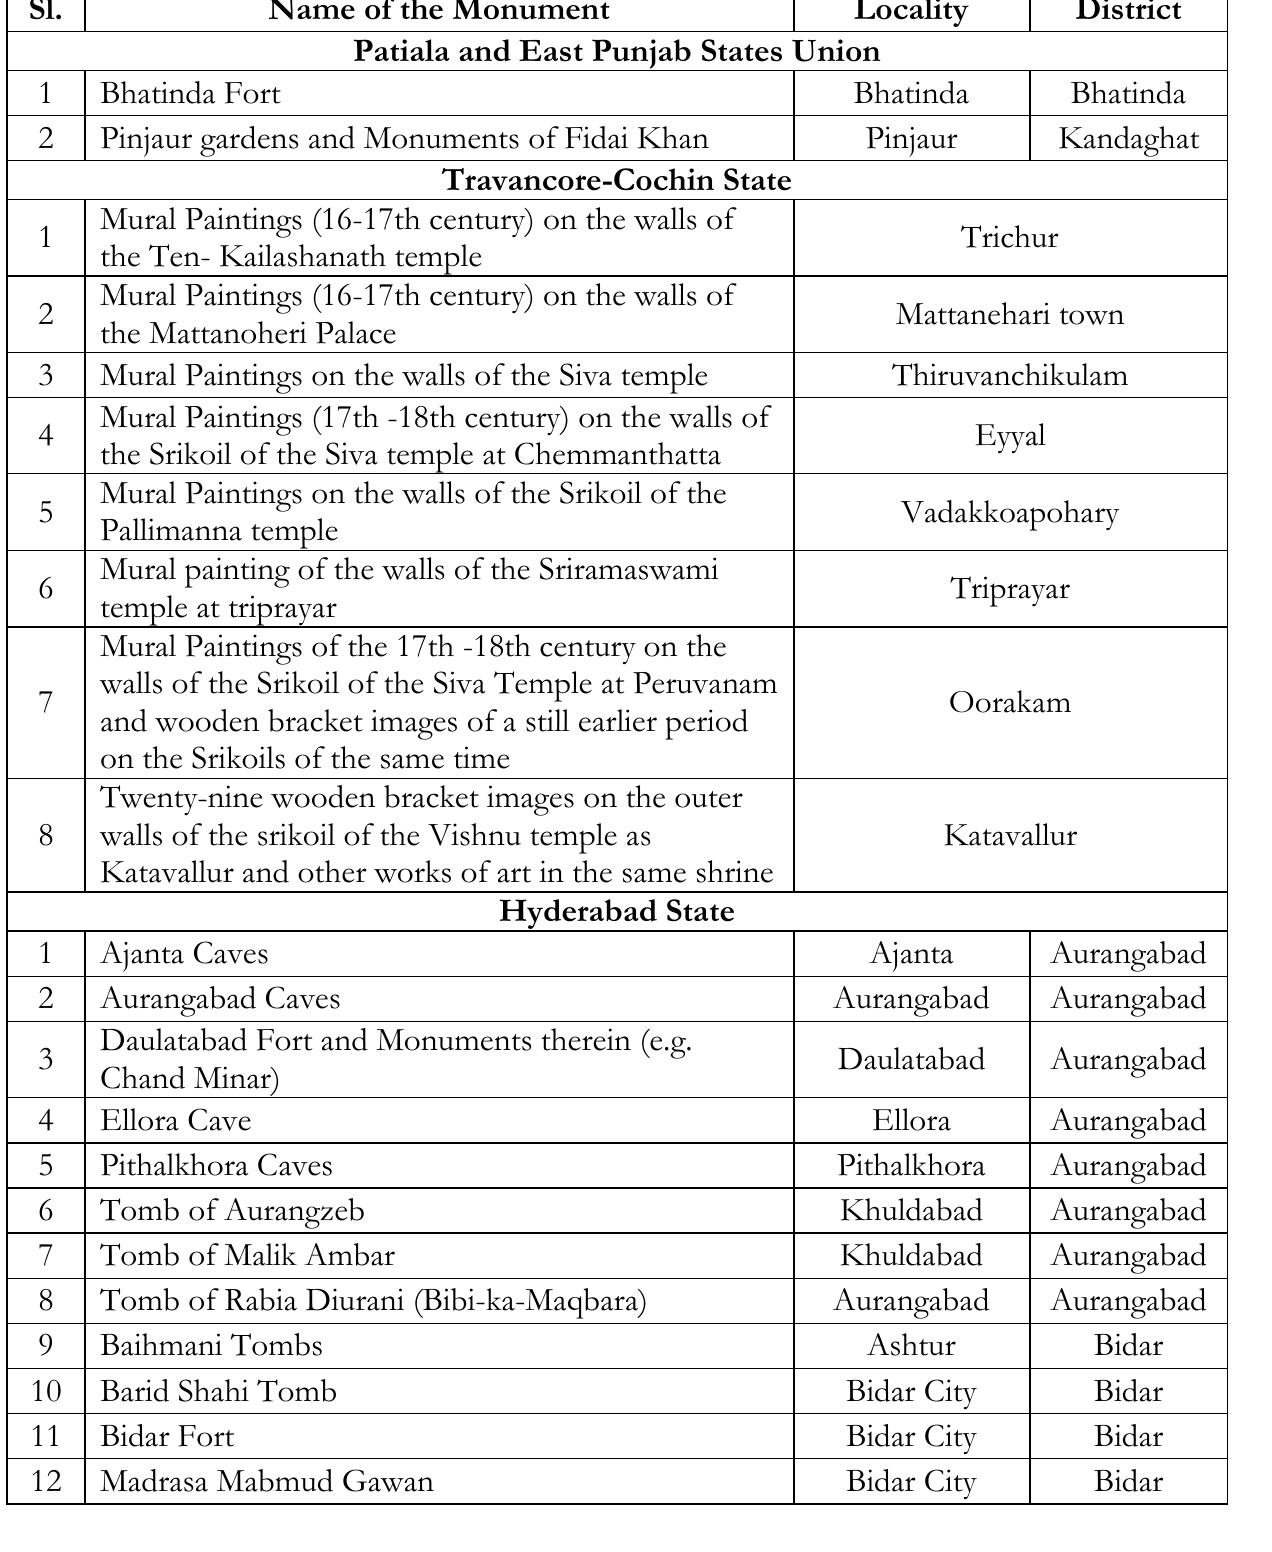 Sl. Name of the Monument Locality District
Patiala and East Punjab States Union
1 Bhatinda Fort Bhatinda Bhatinda
2 Pinjaur gardens and Monuments of Fidai Khan Pinjaur Kandaghat
Travancore-Cochin State
1 Mural Paintings (16-17th century) on the walls of
the Ten- Kailashanath temple Trichur
2 Mural Paintings (16-17th century) on the walls of
the Mattanoheri Palace Mattanehari town
3 Mural Paintings on the walls of the Siva temple Thiruvanchikulam
4 Mural Paintings (17th -18th century) on the walls of
the Srikoil of the Siva temple at Chemmanthatta Eyyal
5 Mural Paintings on the walls of the Srikoil of the
Pallimanna temple Vadakkoapohary
6 Mural painting of the walls of the Sriramaswami
temple at triprayar Triprayar
7 Mural Paintings of the 17th -18th century on the
walls of the Srikoil of the Siva Temple at Peruvanam
and wooden bracket images of a still earlier period
on the Srikoils of the same time Oorakam
8 Twenty-nine wooden bracket images on the outer
walls of the srikoil of the Vishnu temple as
Katavallur and other works of art in the same shrine Katavallur
Hyderabad State
1 Ajanta Caves Ajanta Aurangabad
2 Aurangabad Caves Aurangabad Aurangabad
3 Daulatabad Fort and Monuments therein (e.g.
Chand Minar) Daulatabad Aurangabad
4 Ellora Cave Ellora Aurangabad
5 Pithalkhora Caves Pithalkhora Aurangabad
6 Tomb of Aurangzeb Khuldabad Aurangabad
7 Tomb of Malik Ambar Khuldabad Aurangabad
8 Tomb of Rabia Diurani (Bibi-ka-Maqbara) Aurangabad Aurangabad
9 Baihmani Tombs Ashtur Bidar
10 Barid Shahi Tomb Bidar City Bidar
11 Bidar Fort Bidar City Bidar
12 Madrasa Mabmud Gawan Bidar City Bidar